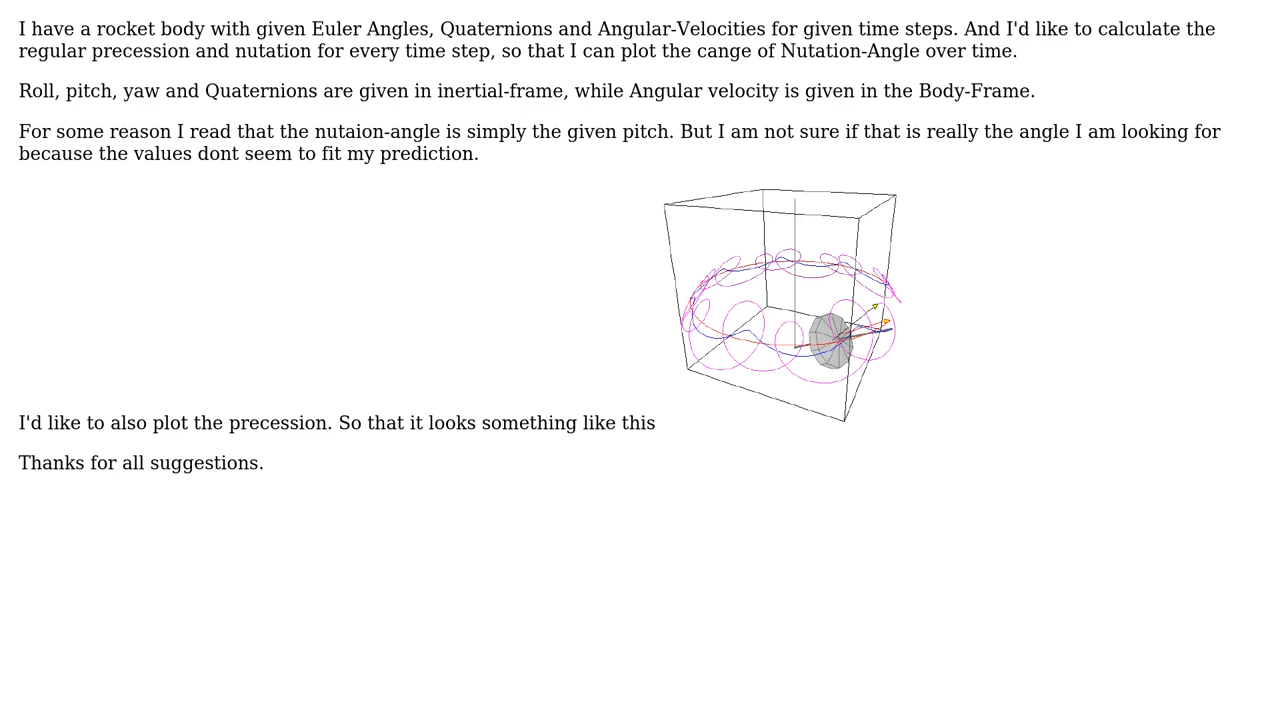 I have a rocket body with given Euler Angles, Quaternions and Angular-Velocities for given time steps. And I'd like to calculate the
regular precession and nutation for every time step, so that I can plot the cange of Nutation-Angle over time.
Roll, pitch, yaw and Quaternions are given in inertial-frame, while Angular velocity is given in the Body-Frame.
For some reason I read that the nutaion-angle is simply the given pitch. But I am not sure if that is really the angle I am looking for
because the values dont seem to fit my prediction.
I'd like to also plot the precession. So that it looks something like this
Thanks for all suggestions.